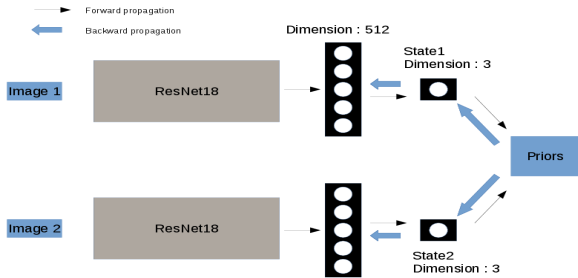 Forward propagation
Backward propagation
Dimension : 512
State1
Dimension : 3
Image 1
ResNet18
Priors
Image 2
ResNet18
State2
Dimension : 3